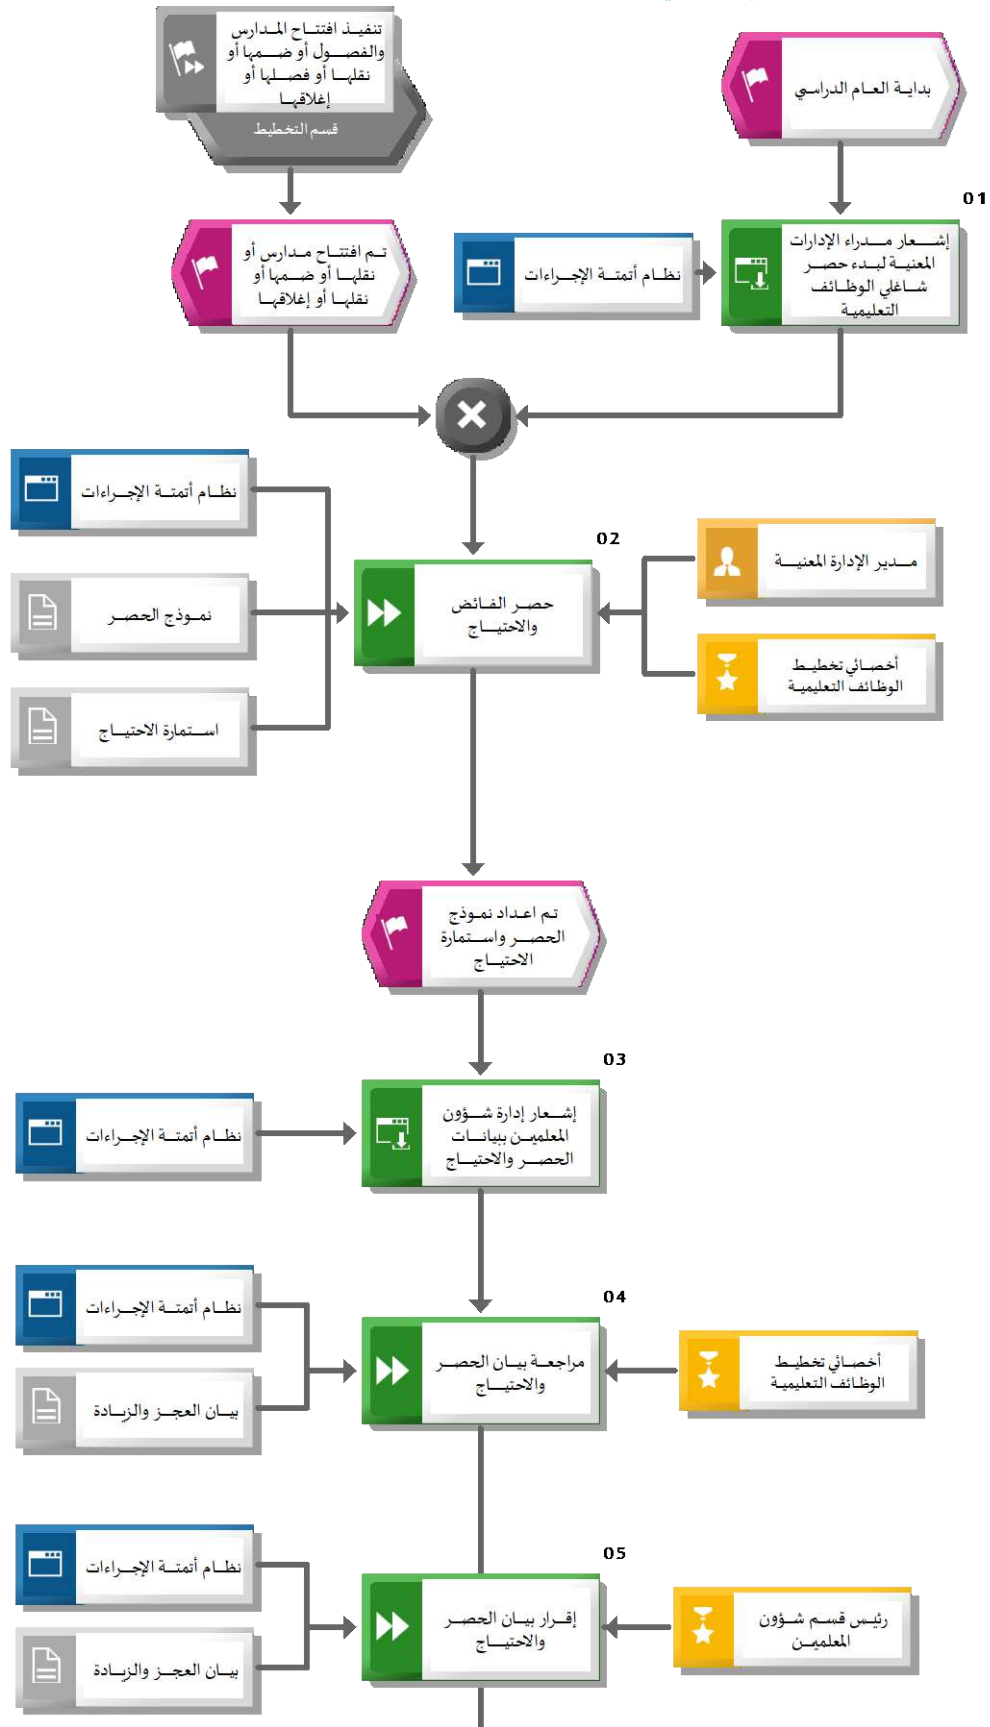 تنفيذ افتتاح المدارس
والفصول أو ضمها أو
نقلها أو فصلها أو
إغلاقها
قسم التخطيط
بداية العام الدراسي
01
تم افتتاح مدارس أو
نقلها أو ضمها أو
نقلها أو إغلاقها
نظام أتمتة الإجراءات
إشعار مدراء الإدارات
المعنية لبدء حصر
شاغلي الوظائف
التعليمية
نظام أتمتة الإجراءات
نموذج الحصر
استمارة الاحتياج
02
حصر الفائض
والاحتياج
مدير الإدارة المعنية
أخصائي تخطيط
الوظائف التعليمية
تم اعداد نموذج
الحصر واستمارة
الاحتياج
03
نظام أتمتة الإجراءات
إشعار إدارة شؤون
المعلمين ببيانات
الحصر والاحتياج
04
نظام أتمتة الإجراءات
بيان العجز والزيادة
مراجعة بيان الحصر
والاحتياج
أخصائي تخطيط
الوظائف التعليمية
05
نظام أتمتة الإجراءات
بيان العجز والزيادة
إقرار بيان الحصر
والاحتياج
رئيس قسم شؤون
المعلمين